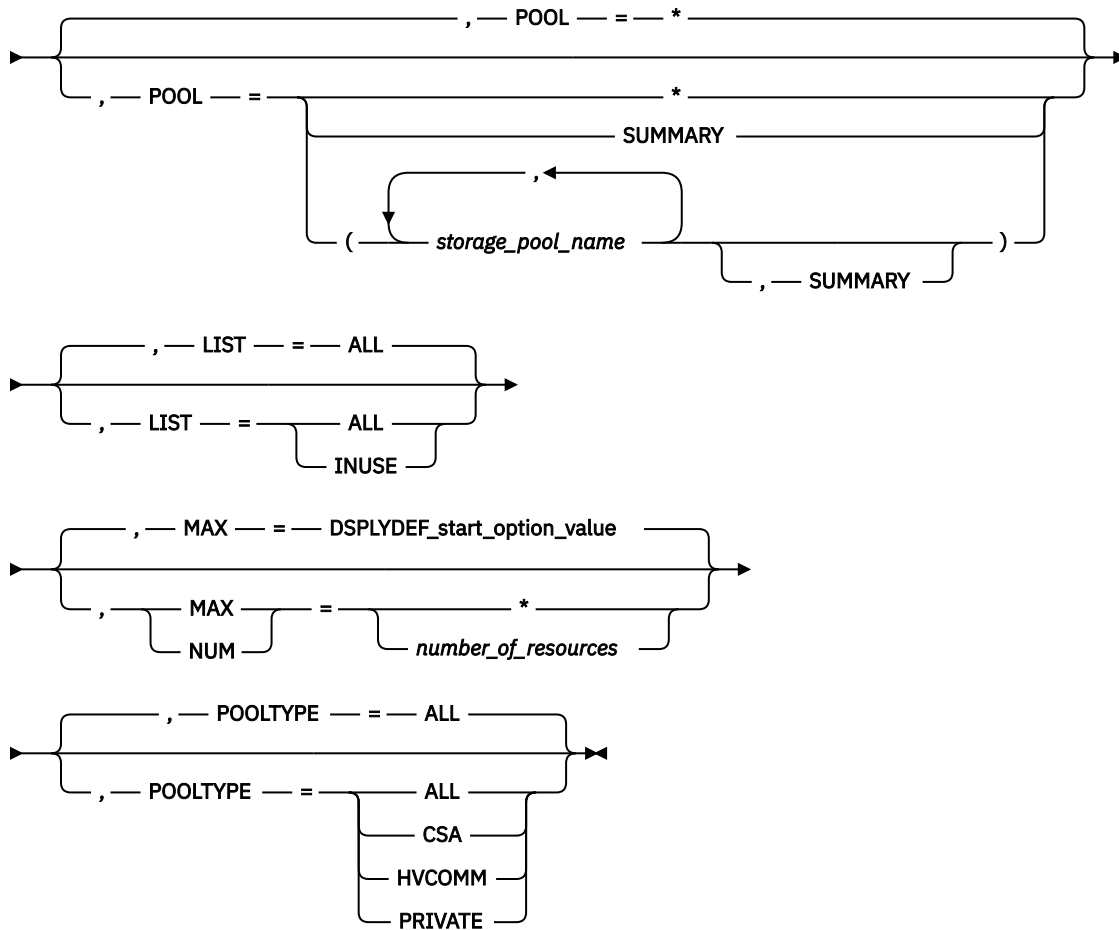 , POOL = *
, POOL = *
SUMMARY
,
( storage_pool_name )
, SUMMARY
, LIST = ALL
, LIST = ALL
INUSE
, MAX = DSPLYDEF_start_option_value
, MAX = *
NUM number_of_resources
, POOLTYPE = ALL
, POOLTYPE = ALL
CSA
HVCOMM
PRIVATE